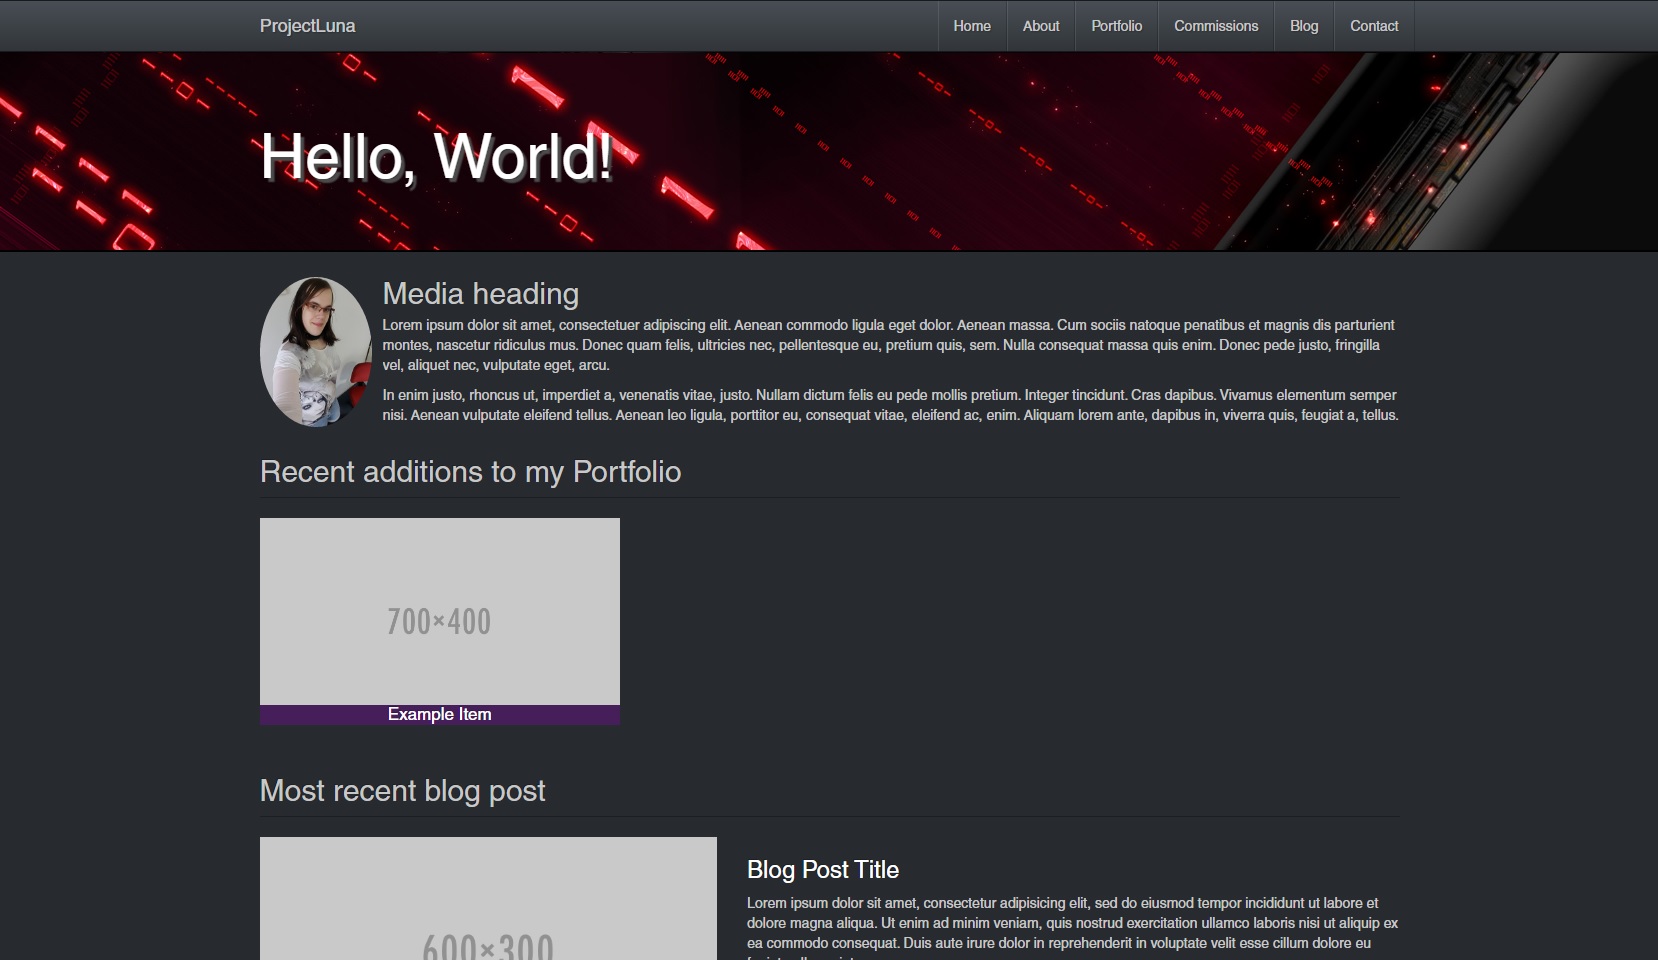 ProjectLuna
Home About Portfolio Commissions Blog Contact
Hello, World!
Media heading
Lorem ipsum dolor sit amet, consectetuer adipiscing elit. Aenean commodo ligula eget dolor. Aenean massa. Cum sociis natoque penatibus et magnis dis parturient
montes, nascetur ridiculus mus. Donec quam felis, ultricies nec, pellentesque eu, pretium quis, sem. Nulla consequat massa quis enim. Donec pede justo, fringilla
vel, aliquet nec, vulputate eget, arcu.
In enim justo, rhoncus ut, imperdiet a, venenatis vitae, justo. Nullam dictum felis eu pede mollis pretium. Integer tincidunt. Cras dapibus. Vivamus elementum semper
nisi. Aenean vulputate eleifend tellus. Aenean leo ligula, porttitor eu, consequat vitae, eleifend ac, enim. Aliquam lorem ante, dapibus in, viverra quis, feugiat a, tellus.
Recent additions to my Portfolio
700×400
Example Item
Most recent blog post
600×300
Blog Post Title
Lorem ipsum dolor sit amet, consectetur adipisicing elit, sed do eiusmod tempor incididunt ut labore et
dolore magna aliqua. Ut enim ad minim veniam, quis nostrud exercitation ullamco laboris nisi ut aliquip ex
ea commodo consequat. Duis aute irure dolor in reprehenderit in voluptate velit esse cillum dolore eu